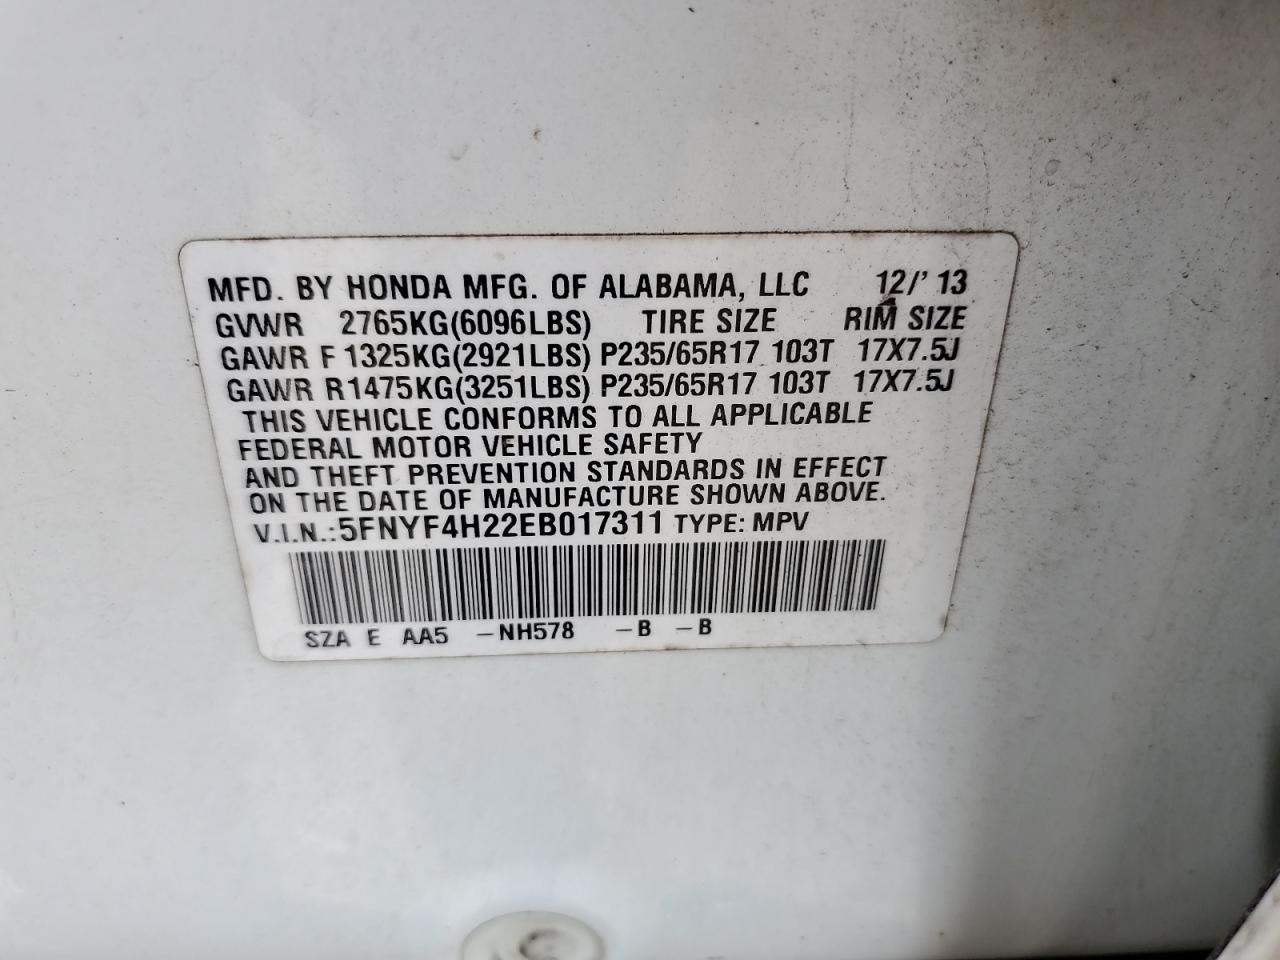 MFD. BY HONDA MFG. OF ALABAMA, LLC 12/'13
GVWR 2765KG(6096LBS) TIRE SIZE RIM SIZE
GAWR F 1325KG(2921LBS) P235/65R17 103T 17X7.5J
GAWR R1475KG(3251LBS) P235/65R17 103T 17X7.5J
THIS VEHICLE CONFORMS TO ALL APPLICABLE
FEDERAL MOTOR VEHICLE SAFETY
AND THEFT PREVENTION STANDARDS IN EFFECT
ON THE DATE OF MANUFACTURE SHOWN ABOVE.
V.I.N.:5FNYF4H22EB017311 TYPE: MPV
SZA E AA5 -NH578 -B -B